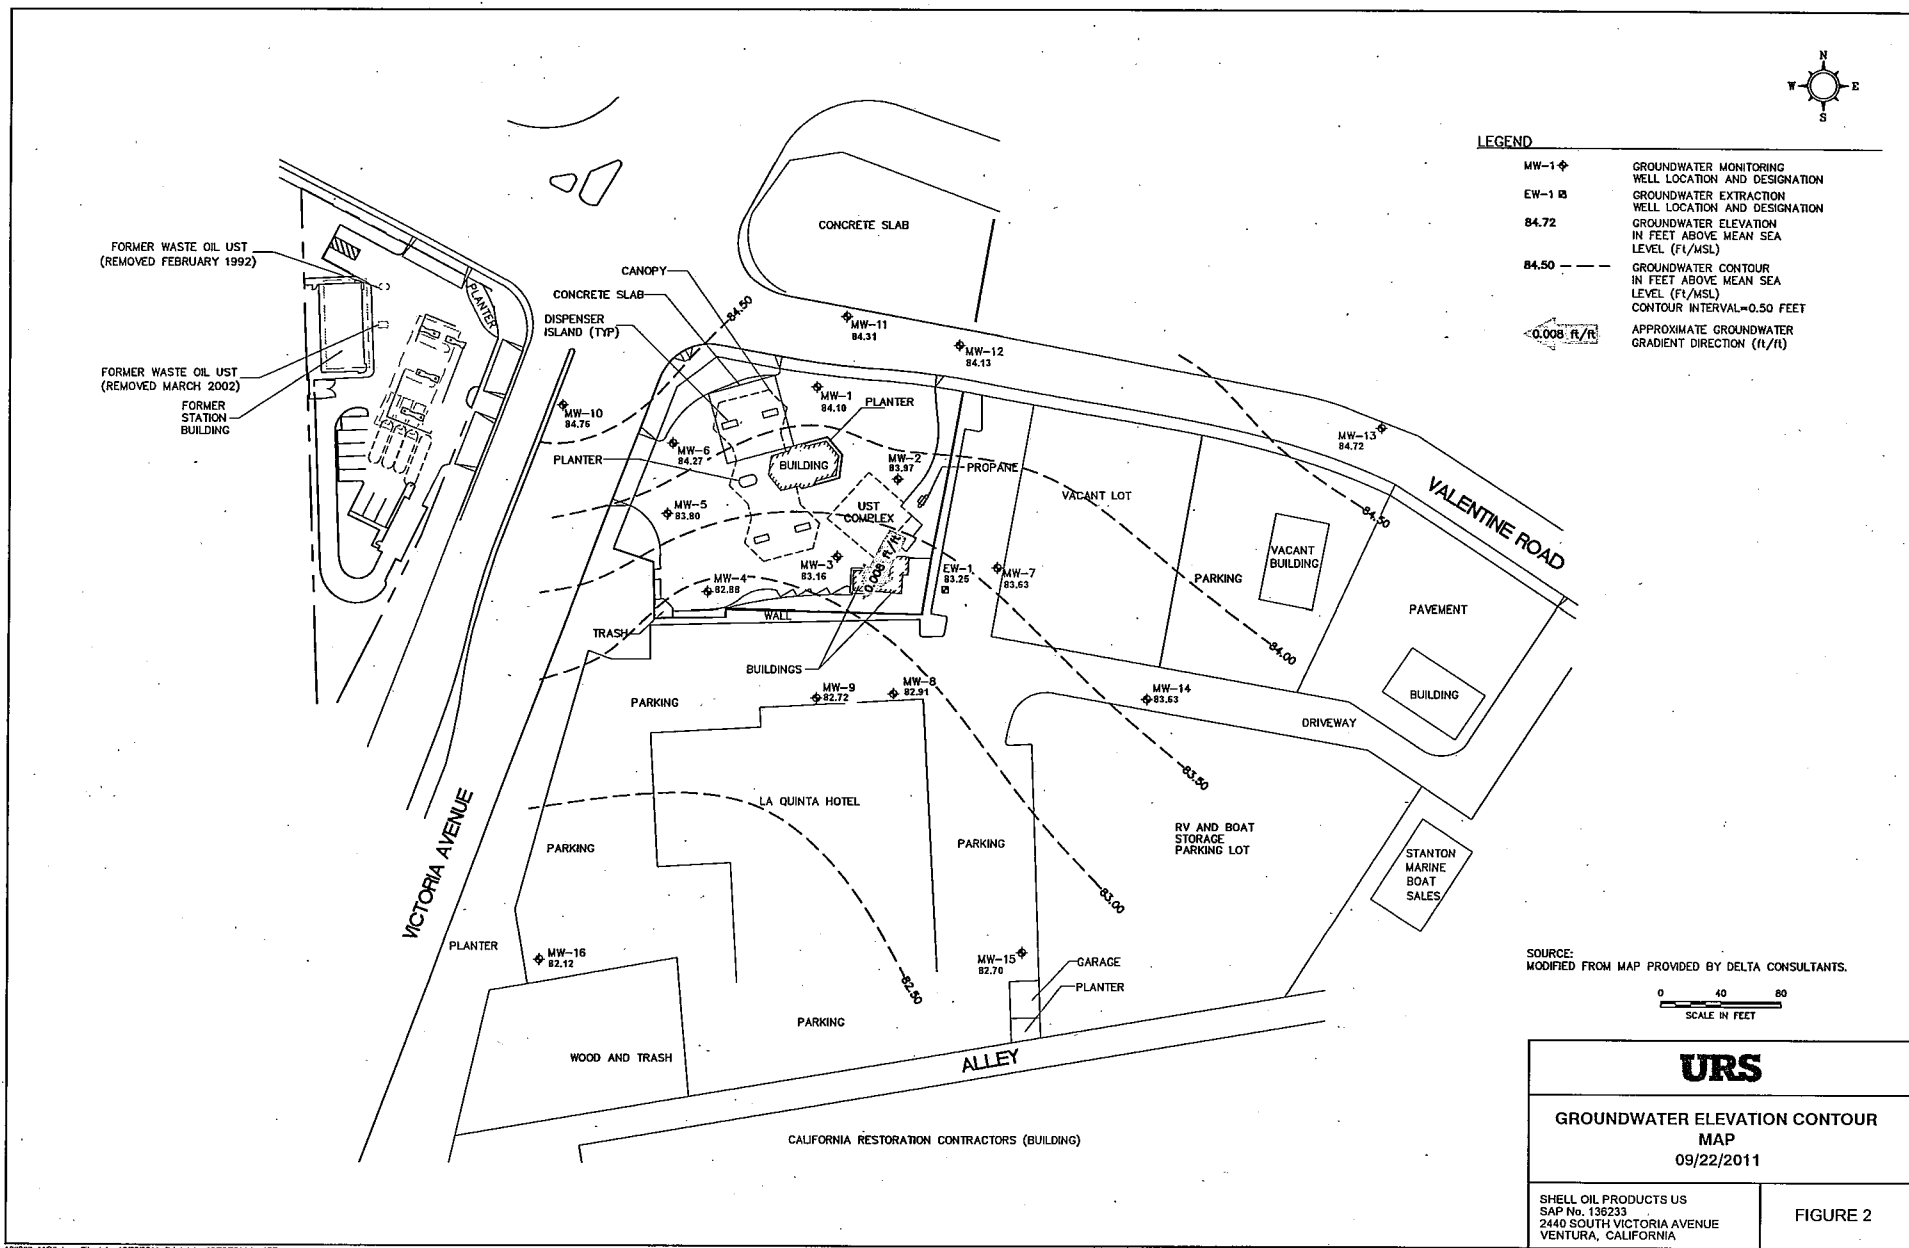 N
W
E
S
LEGEND
MW-1
GROUNDWATER MONITORING
WELL LOCATION AND DESIGNATION
EW-1
GROUNDWATER EXTRACTION
WELL LOCATION AND DESIGNATION
84.72
GROUNDWATER ELEVATION
IN FEET ABOVE MEAN SEA
LEVEL (Ft/MSL)
84.50
GROUNDWATER CONTOUR
IN FEET ABOVE MEAN SEA
LEVEL (Ft/MSL)
CONTOUR INTERVAL=0.50 FEET
0.008 ft/ft
APPROXIMATE GROUNDWATER
GRADIENT DIRECTION (ft/ft)
FORMER WASTE OIL UST
(REMOVED FEBRUARY 1992)
FORMER WASTE OIL UST
(REMOVED MARCH 2002)
FORMER
STATION
BUILDING
PLANTER
CONCRETE SLAB
CANOPY
CONCRETE SLAB
DISPENSER
ISLAND (TYP)
84.50
MW-11
84.31
MW-12
84.13
MW-10
84.75
MW-1
84.10
PLANTER
MW-6
84.27
PLANTER
BUILDING
MW-2
83.97
PROPANE
MW-5
83.80
UST
COMPLEX
VACANT LOT
MW-13
84.72
84.50
VALENTINE ROAD
MW-3
83.16
0.008 ft/ft
EW-1
83.25
MW-7
83.63
MW-4
82.88
VACANT
BUILDING
PARKING
PAVEMENT
WALL
TRASH
BUILDINGS
84.00
MW-9
82.72
MW-8
82.91
MW-14
83.53
BUILDING
PARKING
DRIVEWAY
83.50
LA QUINTA HOTEL
RV AND BOAT
STORAGE
PARKING LOT
PARKING
PARKING
STANTON
MARINE
BOAT
SALES
VICTORIA AVENUE
83.00
PLANTER
MW-16
82.12
MW-15
82.70
GARAGE
PLANTER
82.50
PARKING
WOOD AND TRASH
ALLEY
CALIFORNIA RESTORATION CONTRACTORS (BUILDING)
SOURCE:
MODIFIED FROM MAP PROVIDED BY DELTA CONSULTANTS.
0 40 80
SCALE IN FEET
URS
GROUNDWATER ELEVATION CONTOUR
MAP
09/22/2011
SHELL OIL PRODUCTS US
SAP No. 136233
2440 SOUTH VICTORIA AVENUE
VENTURA, CALIFORNIA
FIGURE 2